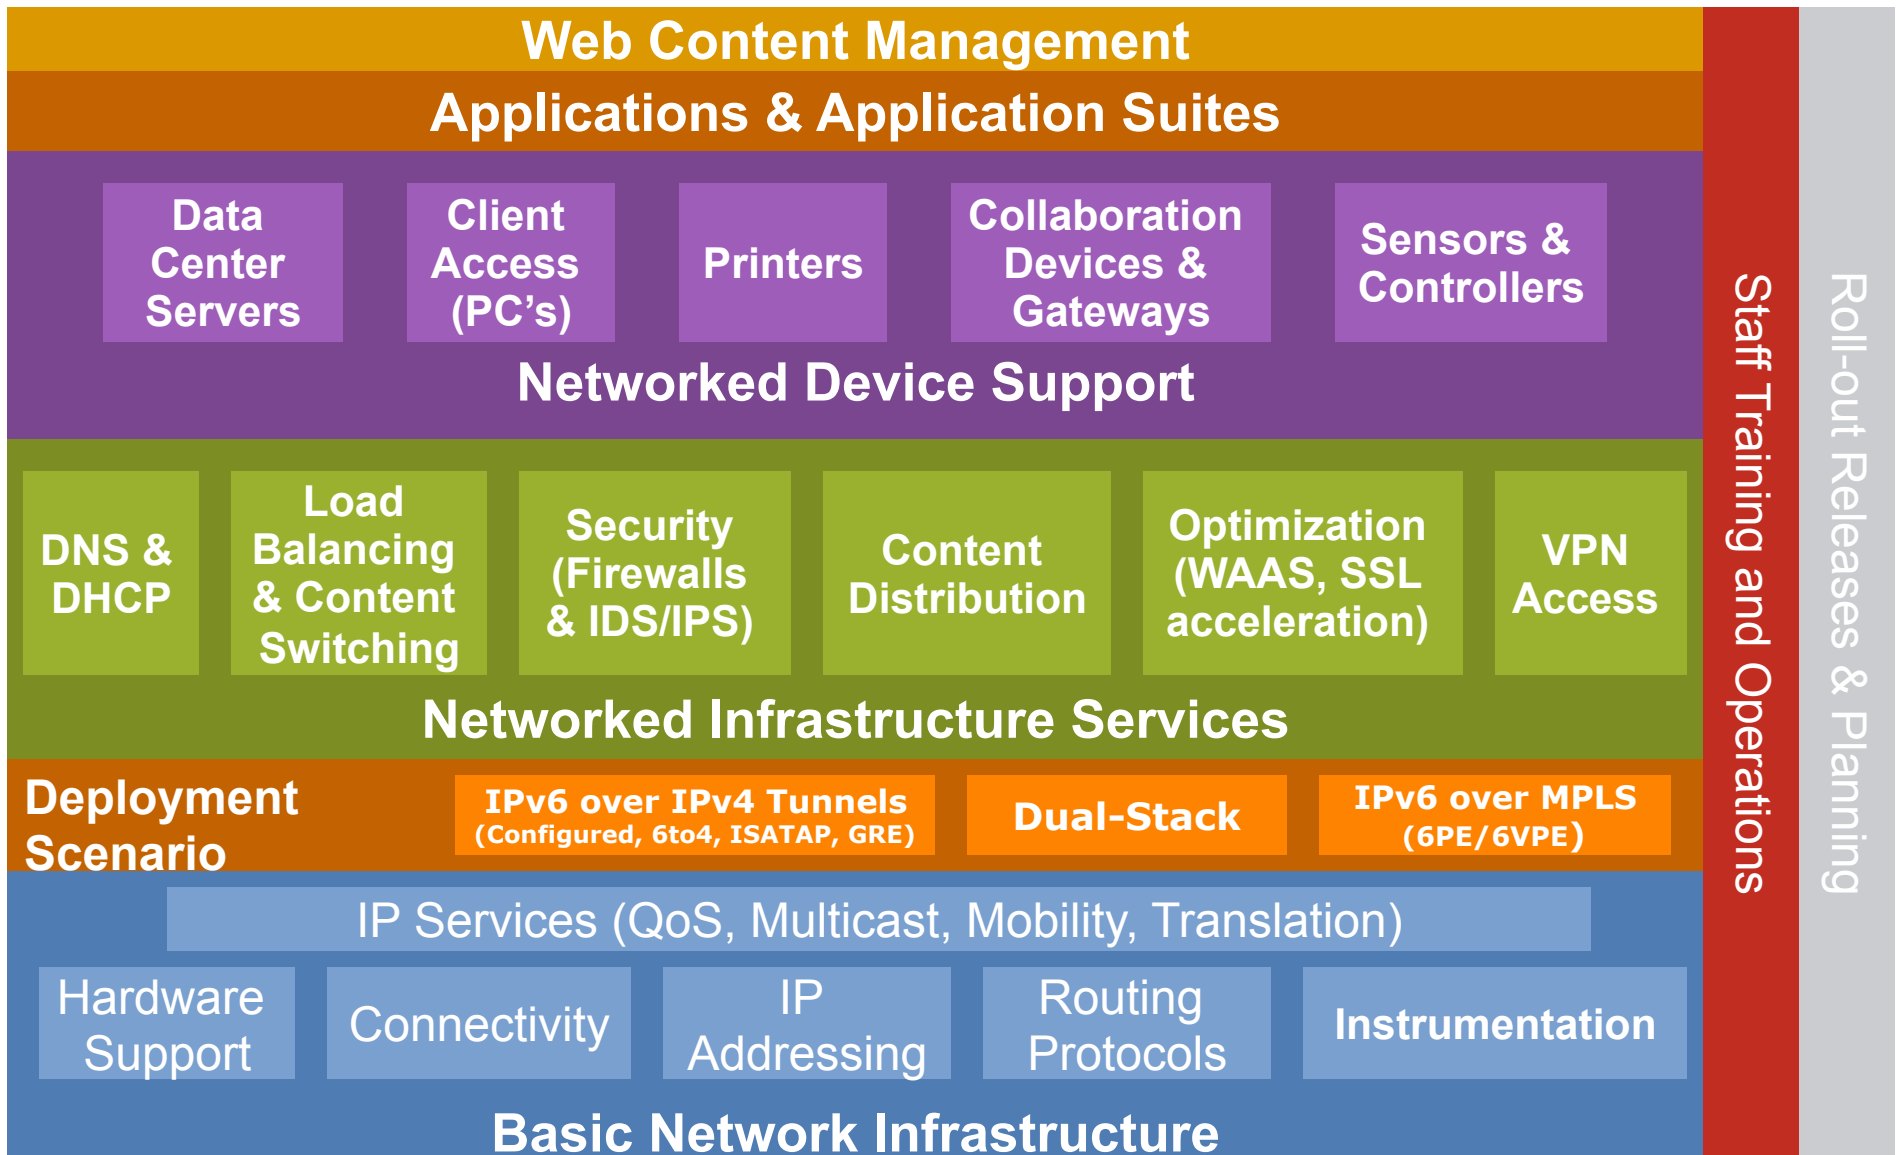 Web Content Management
Applications & Application Suites
Data
Center
Servers
Client
Access
(PC’s)
Printers
Collaboration
Devices &
Gateways
Sensors &
Controllers
Networked Device Support
DNS &
DHCP
Load
Balancing
& Content
Switching
Security
(Firewalls
& IDS/IPS)
Content
Distribution
Optimization
(WAAS, SSL
acceleration)
VPN
Access
Networked Infrastructure Services
Deployment
Scenario
IPv6 over IPv4 Tunnels
(Configured, 6to4, ISATAP, GRE)
Dual-Stack
IPv6 over MPLS
(6PE/6VPE)
IP Services (QoS, Multicast, Mobility, Translation)
Hardware
Support
Connectivity
IP
Addressing
Routing
Protocols
Instrumentation
Basic Network Infrastructure
Staff Training and Operations
Roll-out Releases & Planning